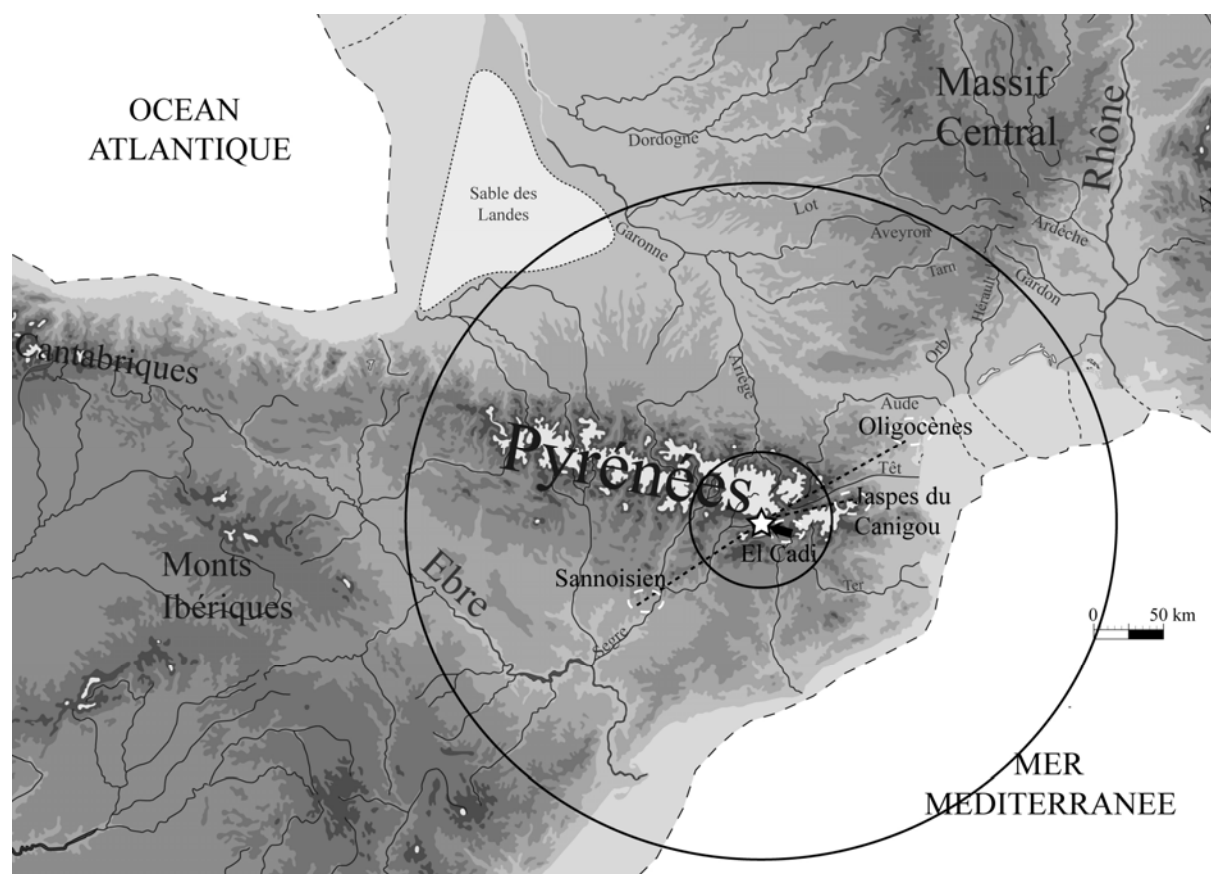 OCEAN
ATLANTIQUE
Massif
Central
Rhône
Dordogne
Sable des
Landes
Lot
Garonne
Aveyron
Ardèche
Tarn
Hérault
Gardon
Orb
Cantabriques
Ariège
Aude
Oligocènes
Pyrénées
Têt
Jaspes du
Canigou
El Cadi
Monts
Ibériques
Ebre
Sannoisien
Ter
Segre
0 50 km
MER
MEDITERRANEE